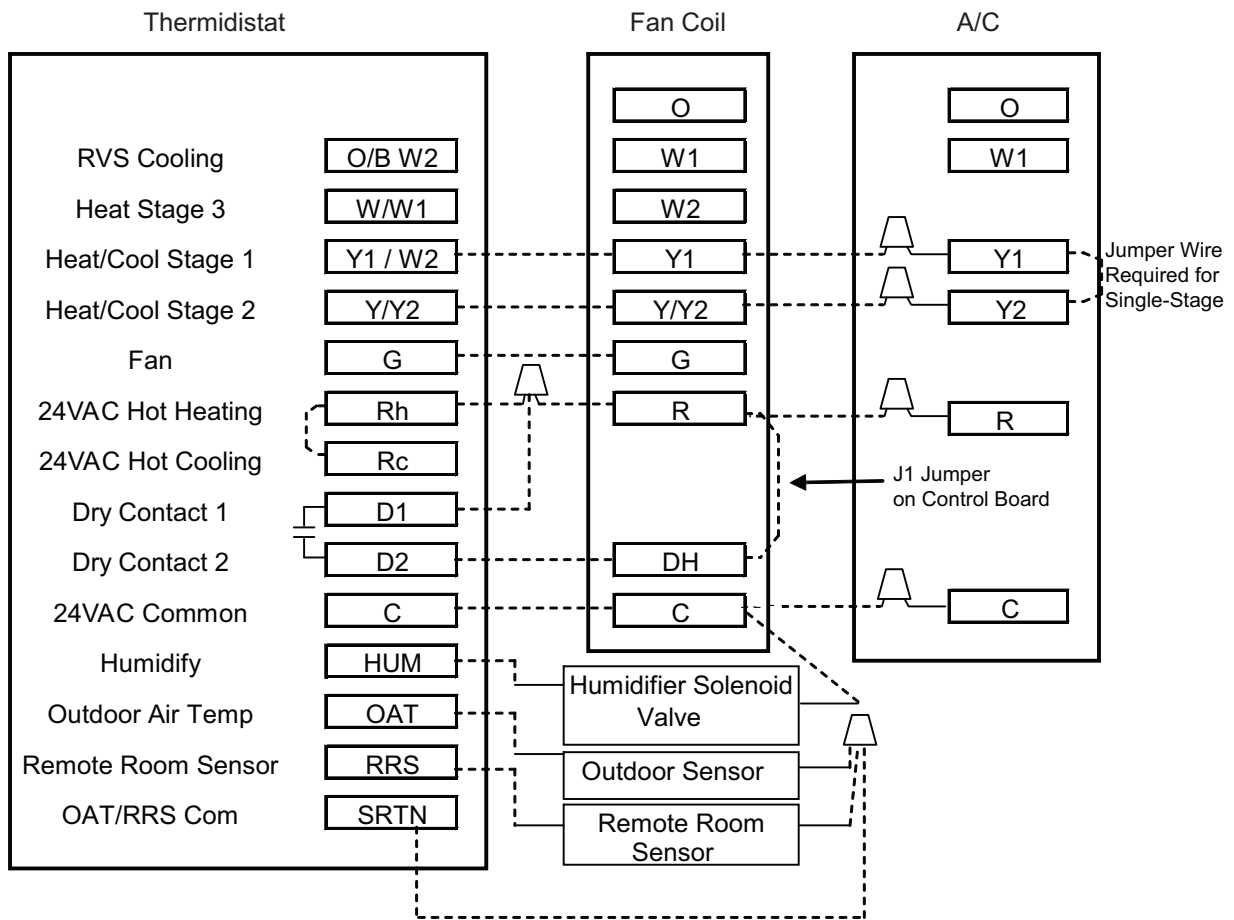 Thermidistat
Fan Coil
A/C
O
O
RVS Cooling
O/B W2
W1
W1
Heat Stage 3
W/W1
W2
Heat/Cool Stage 1
Y1 / W2
Y1
Y1
Jumper Wire
Required for
Single-Stage
Heat/Cool Stage 2
Y/Y2
Y/Y2
Y2
Fan
G
G
24VAC Hot Heating
Rh
R
R
24VAC Hot Cooling
Rc
J1 Jumper
on Control Board
Dry Contact 1
D1
Dry Contact 2
D2
DH
24VAC Common
C
C
C
Humidify
HUM
Humidifier Solenoid
Valve
Outdoor Air Temp
OAT
Outdoor Sensor
Remote Room Sensor
RRS
Remote Room
Sensor
OAT/RRS Com
SRTN